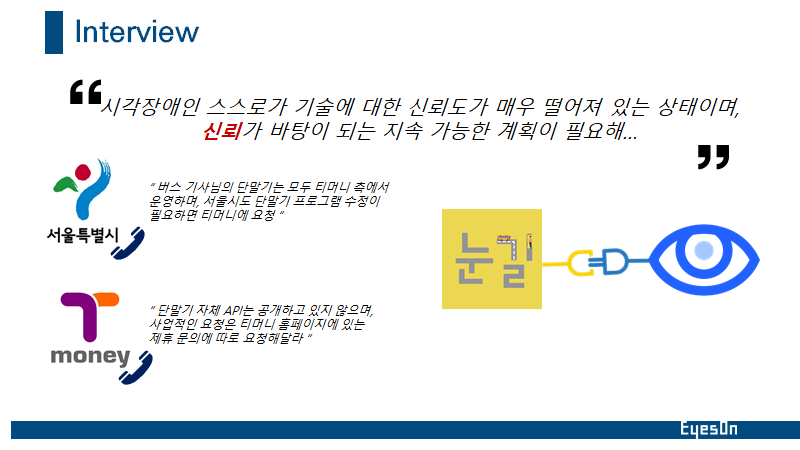 Interview
“시각장애인 스스로가 기술에 대한 신뢰도가 매우 떨어져 있는 상태이며,
신뢰가 바탕이 되는 지속 가능한 계획이 필요해...”
“ 버스 기사님의 단말기는 모두 티머니 측에서
운영하며, 서울시도 단말기 프로그램 수정이
필요하면 티머니에 요청 “
서울특별시
“ 단말기 자체 API는 공개하고 있지 않으며,
사업적인 요청은 티머니 홈페이지에 있는
제휴 문의에 따로 요청해달라 “
T
money
눈길
EyesOn